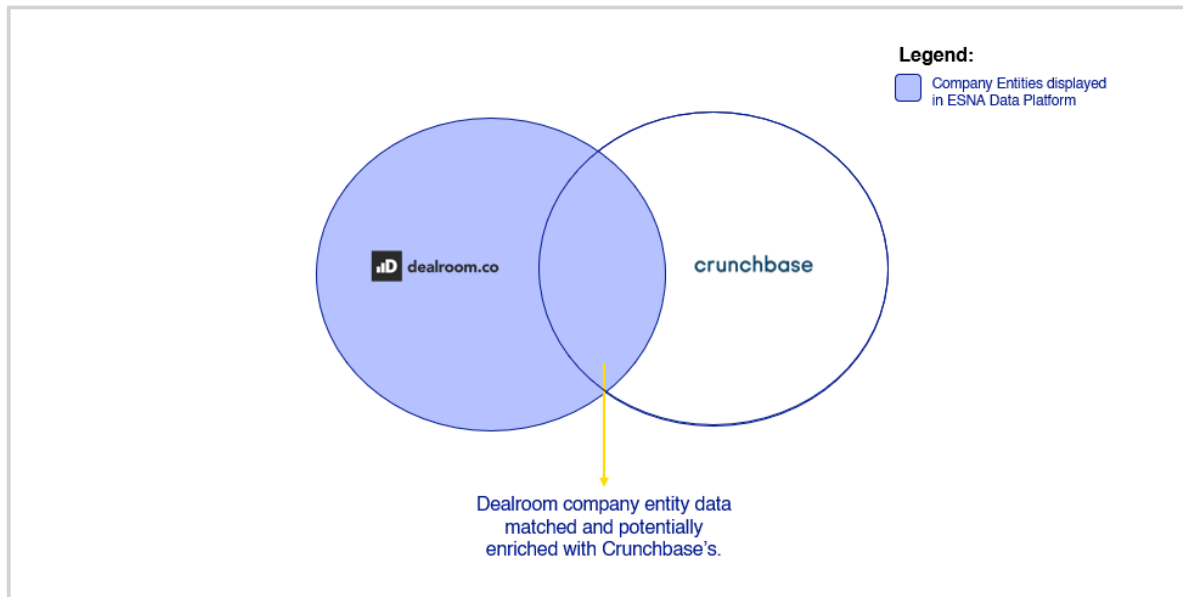 Legend:
Company Entities displayed
in ESNA Data Platform
dealroom.co
crunchbase
Dealroom company entity data
matched and potentially
enriched with Crunchbase's.